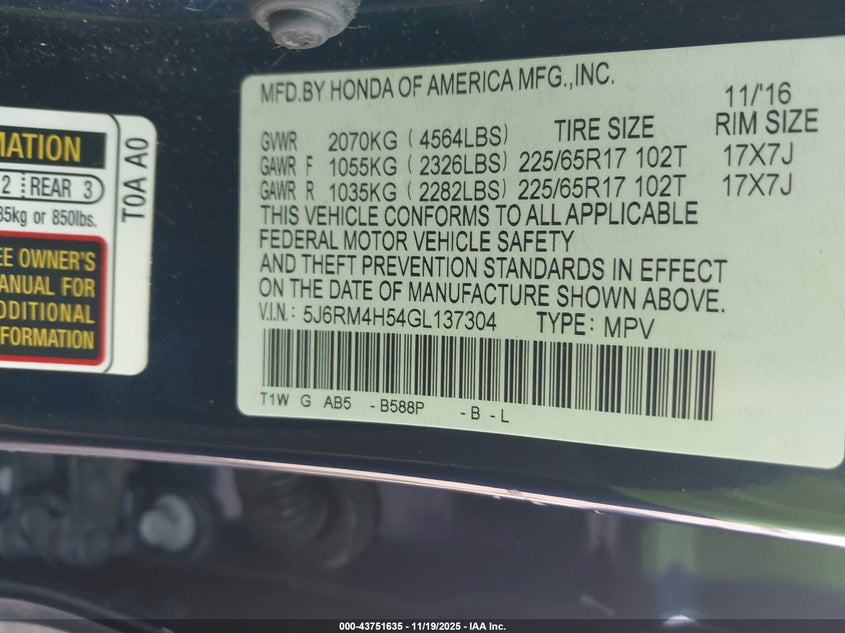 MATION
2 REAR 3
85kg or 850lbs.
EE OWNER'S
ANUAL FOR
DDITIONAL
FORMATION
T0A A0
MFD.BY HONDA OF AMERICA MFG.,INC.
11/'16
GVWR 2070KG (4564LBS) TIRE SIZE RIM SIZE
GAWR F 1055KG (2326LBS) 225/65R17 102T 17X7J
GAWR R 1035KG (2282LBS) 225/65R17 102T 17X7J
THIS VEHICLE CONFORMS TO ALL APPLICABLE
FEDERAL MOTOR VEHICLE SAFETY
AND THEFT PREVENTION STANDARDS IN EFFECT
ON THE DATE OF MANUFACTURE SHOWN ABOVE.
V.I.N.: 5J6RM4H54GL137304 TYPE: MPV
T1W G AB5 -B588P -B-L
000-43751635 - 11/19/2025 - IAA Inc.